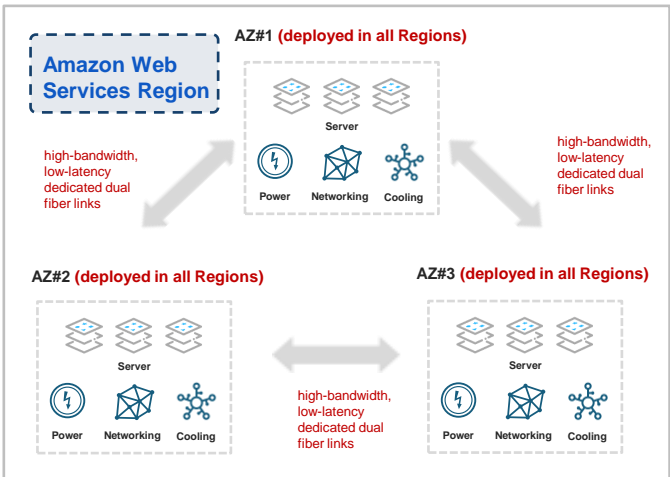 AZ#1 (deployed in all Regions)
Amazon Web
Services Region
Server
Power
Networking
Cooling
high-bandwidth,
low-latency
dedicated dual
fiber links
high-bandwidth,
low-latency
dedicated dual
fiber links
AZ#2 (deployed in all Regions)
Server
Power
Networking
Cooling
high-bandwidth,
low-latency
dedicated dual
fiber links
AZ#3 (deployed in all Regions)
Server
Power
Networking
Cooling